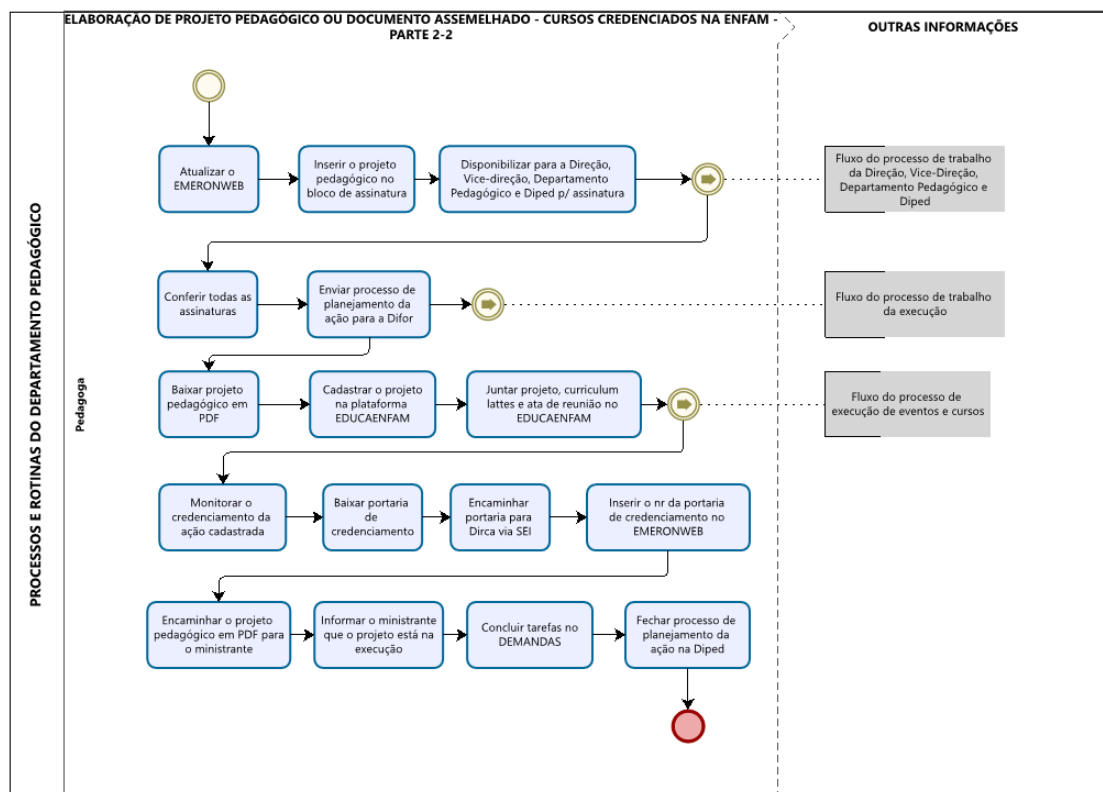 ELABORAÇÃO DE PROJETO PEDAGÓGICO OU DOCUMENTO ASSEMELHADO - CURSOS CREDENCIADOS NA ENFAM -
PARTE 2-2
OUTRAS INFORMAÇÕES
PROCESSOS E ROTINAS DO DEPARTAMENTO PEDAGÓGICO
Pedagoga
Atualizar o
EMERONWEB
Inserir o projeto
pedagógico no
bloco de assinatura
Disponibilizar para a Direção,
Vice-direção, Departamento
Pedagógico e Diped p/ assinatura
Fluxo do processo de trabalho
da Direção, Vice-Direção,
Departamento Pedagógico e
Diped
Conferir todas as
assinaturas
Enviar processo de
planejamento da
ação para a Difor
Fluxo do processo de trabalho
da execução
Baixar projeto
pedagógico em
PDF
Cadastrar o projeto
na plataforma
EDUCAENFAM
Juntar projeto, curriculum
lattes e ata de reunião no
EDUCAENFAM
Fluxo do processo de
execução de eventos e cursos
Monitorar o
credenciamento da
ação cadastrada
Baixar portaria
de
credenciamento
Encaminhar
portaria para
Dirca via SEI
Inserir o nr da portaria
de credenciamento no
EMERONWEB
Encaminhar o projeto
pedagógico em PDF para
o ministrante
Informar o ministrante
que o projeto está na
execução
Concluir tarefas no
DEMANDAS
Fechar processo de
planejamento da
ação na Diped